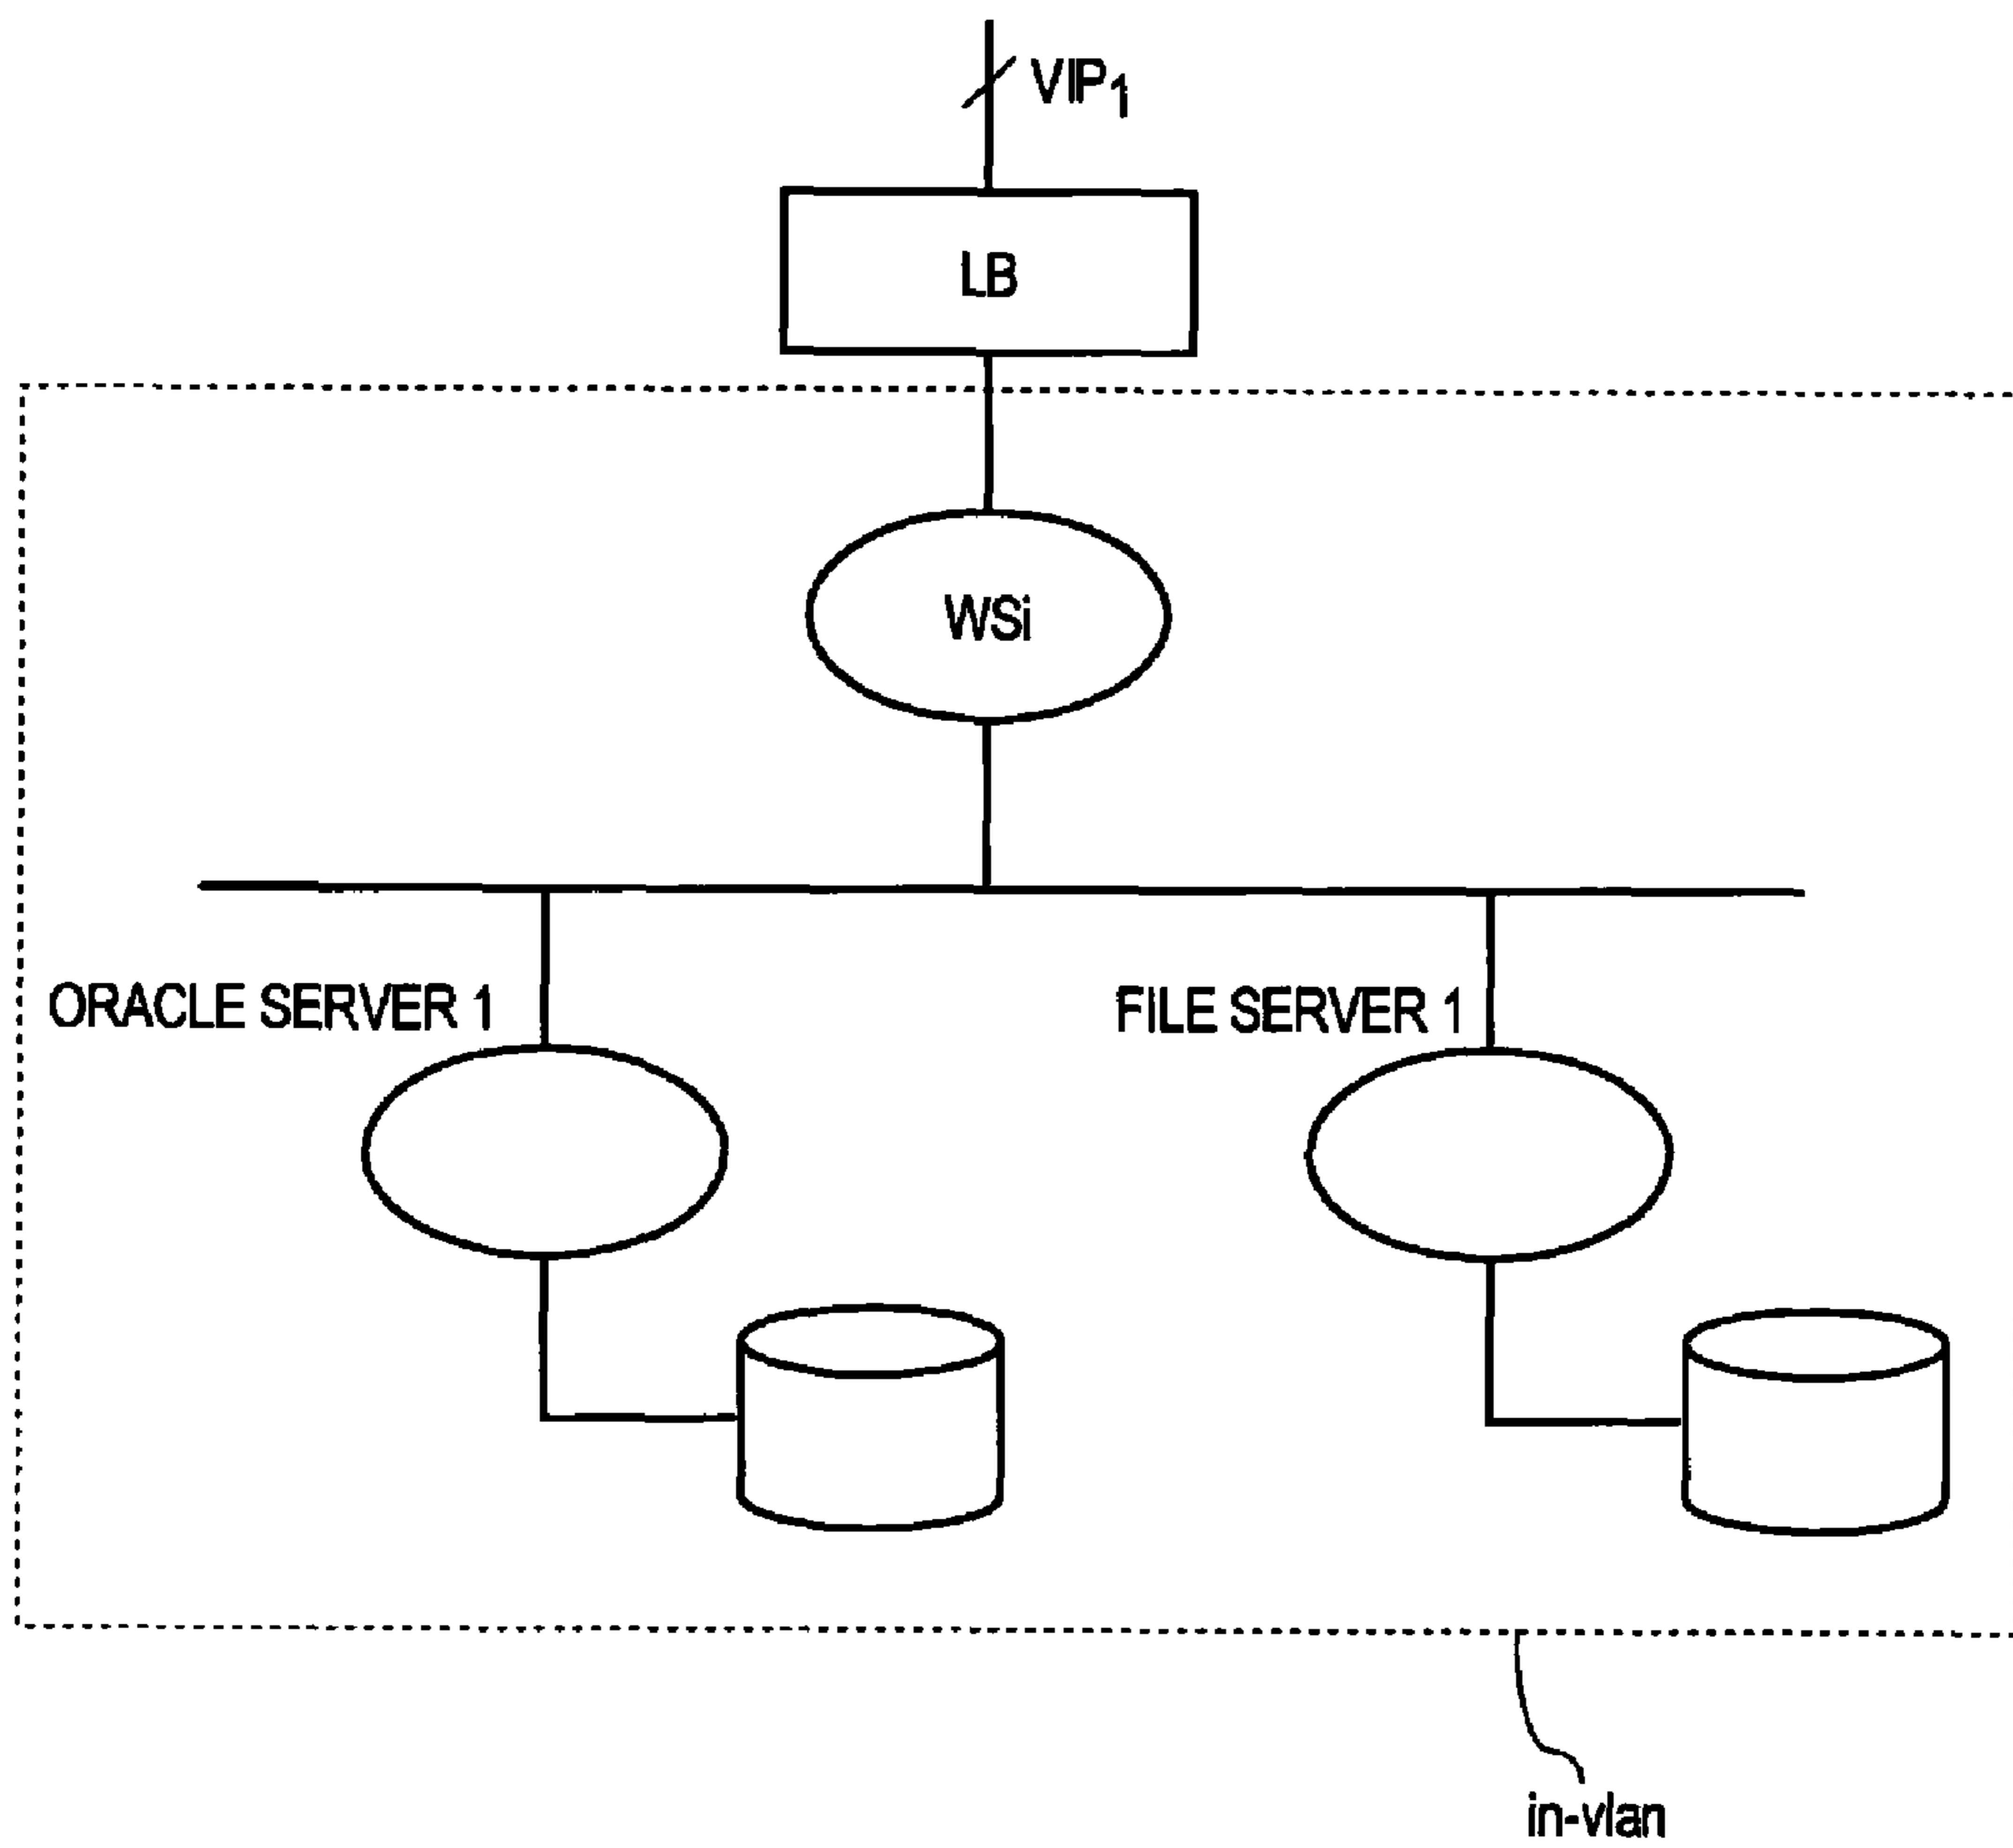 VIP₁
LB
WSi
ORACLE SERVER 1
FILE SERVER 1
in-vlan